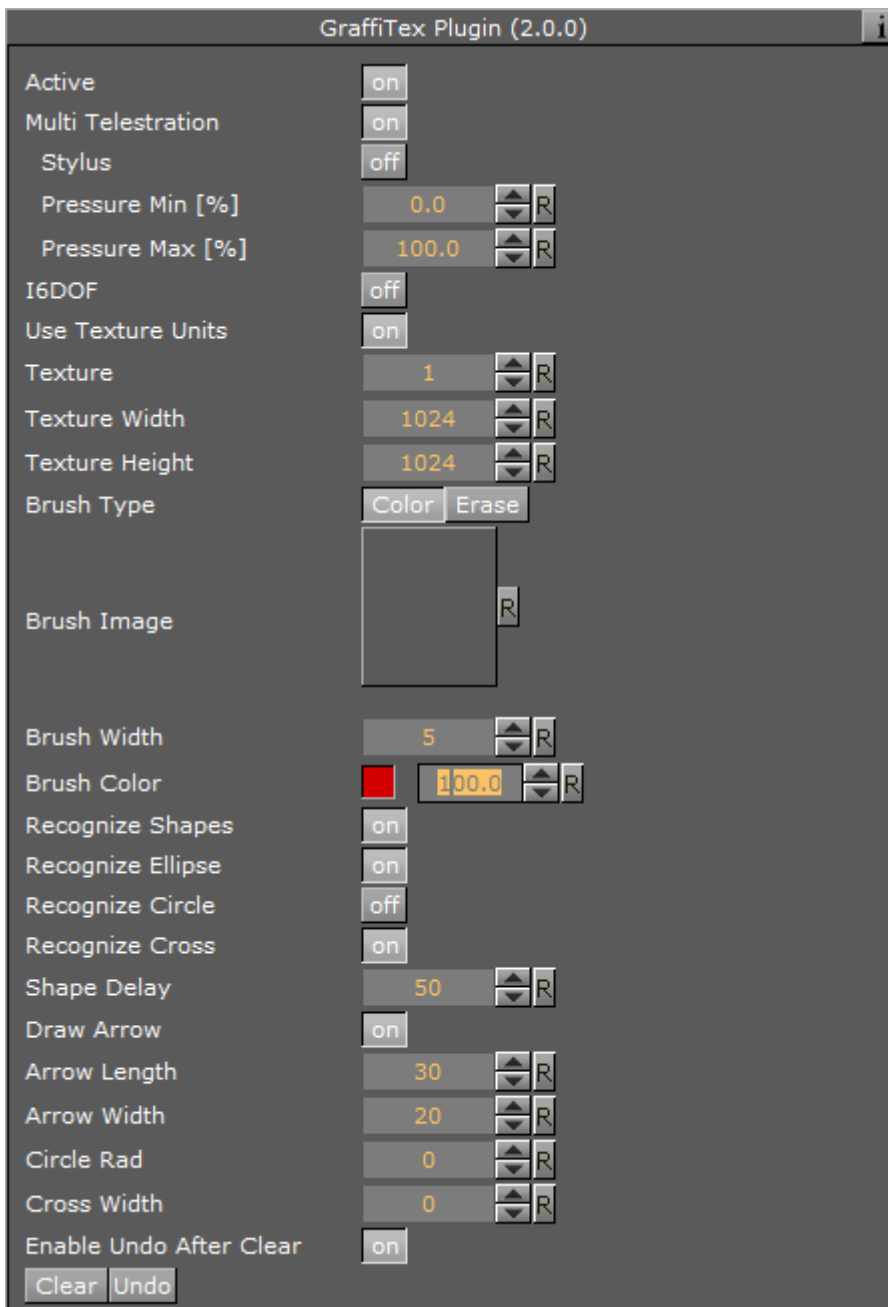 GraffiTex Plugin (2.0.0) i
Active on
Multi Telestration on
Stylus off
Pressure Min [%] 0.0 R
Pressure Max [%] 100.0 R
I6DOF off
Use Texture Units on
Texture 1 R
Texture Width 1024 R
Texture Height 1024 R
Brush Type Color Erase
Brush Image R
Brush Width 5 R
Brush Color 100.0 R
Recognize Shapes on
Recognize Ellipse on
Recognize Circle off
Recognize Cross on
Shape Delay 50 R
Draw Arrow on
Arrow Length 30 R
Arrow Width 20 R
Circle Rad 0 R
Cross Width 0 R
Enable Undo After Clear on
Clear Undo